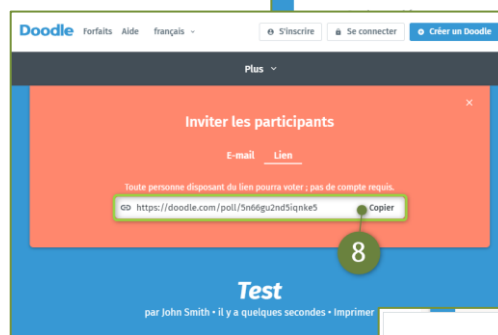 Doodle Forfaits Aide français S'inscrire Se connecter Créer un Doodle
Plus
Inviter les participants
E-mail Lien
Toute personne disposant du lien pourra voter ; pas de compte requis.
https://doodle.com/poll/5n66gu2nd5iqnke5 Copier
8
Test
par John Smith • il y a quelques secondes • Imprimer